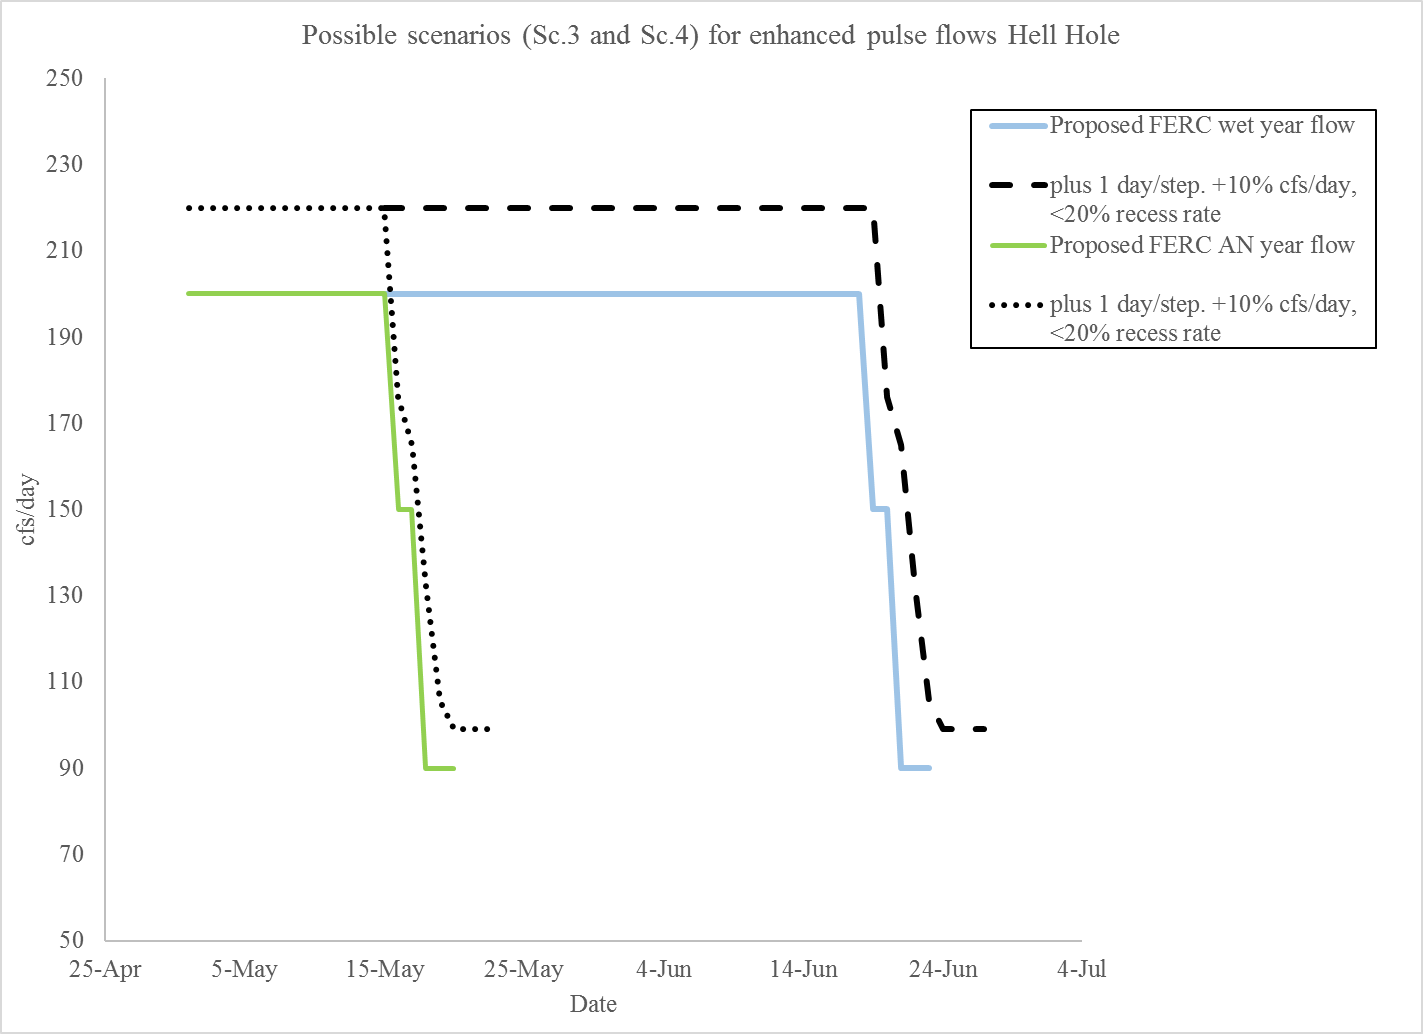 Possible scenarios (Sc.3 and Sc.4) for enhanced pulse flows Hell Hole
250
230
210
190
170
150
130
110
90
70
50
cfs/day
25-Apr
5-May
15-May
25-May
4-Jun
14-Jun
24-Jun
4-Jul
Date
Proposed FERC wet year flow
plus 1 day/step. +10% cfs/day,
<20% recess rate
Proposed FERC AN year flow
plus 1 day/step. +10% cfs/day,
<20% recess rate